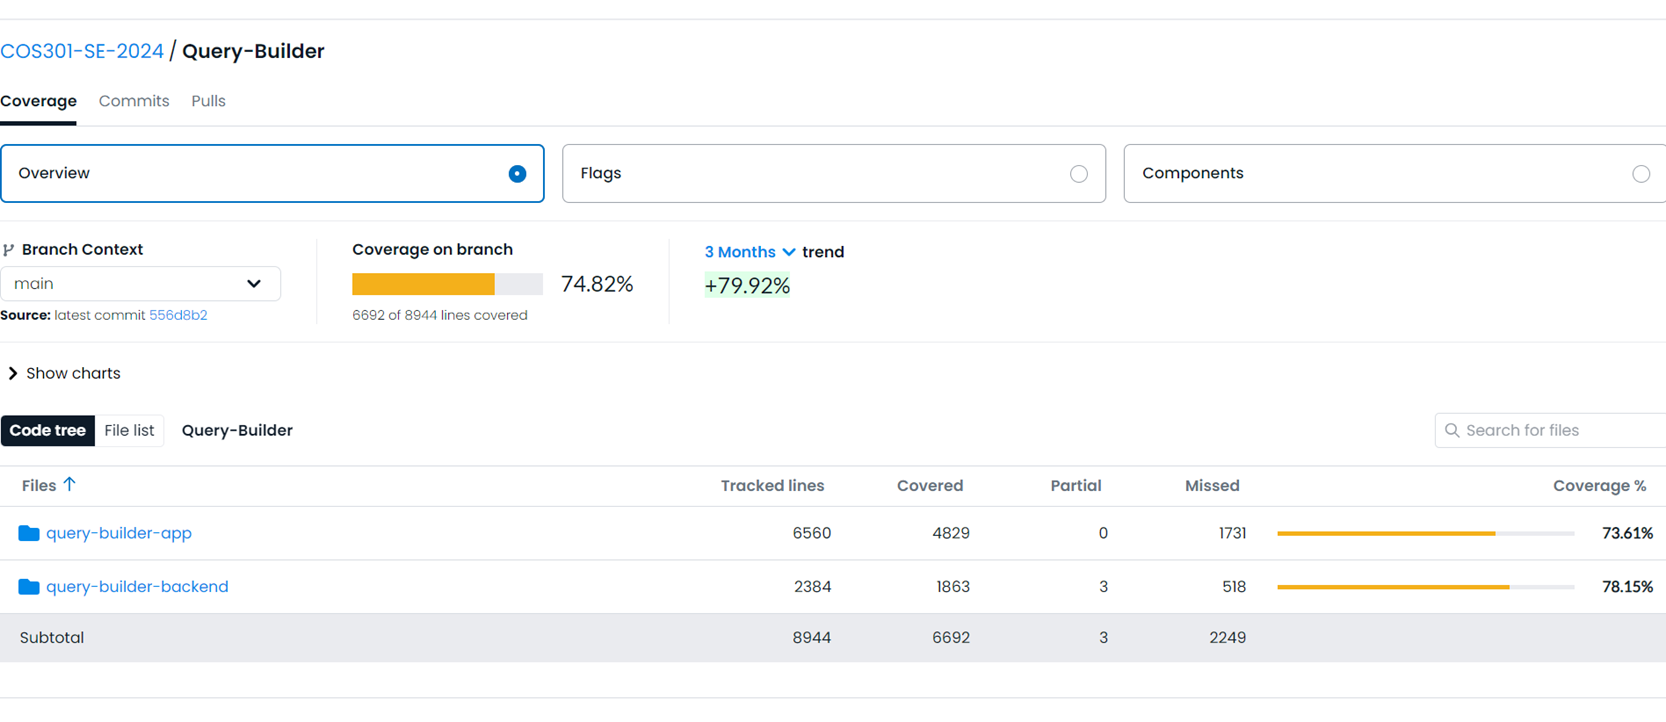 COS301-SE-2024 / Query-Builder
Coverage Commits Pulls
Overview Flags Components
Branch Context Coverage on branch 3 Months trend
main 74.82% +79.92%
Source: latest commit 556d8b2 6692 of 8944 lines covered
Show charts
Code tree File list Query-Builder Search for files
Files Tracked lines Covered Partial Missed Coverage %
query-builder-app 6560 4829 0 1731 73.61%
query-builder-backend 2384 1863 3 518 78.15%
Subtotal 8944 6692 3 2249